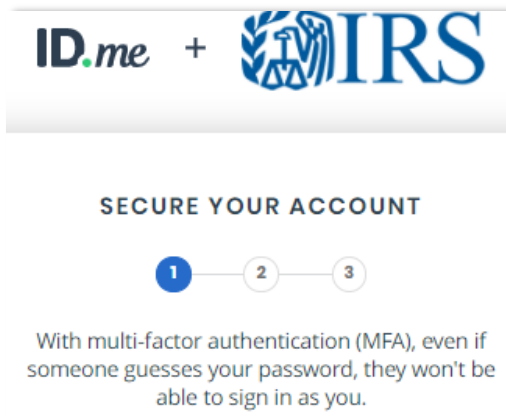 ID.me + IRS
SECURE YOUR ACCOUNT
1 2 3
With multi-factor authentication (MFA), even if
someone guesses your password, they won't be
able to sign in as you.